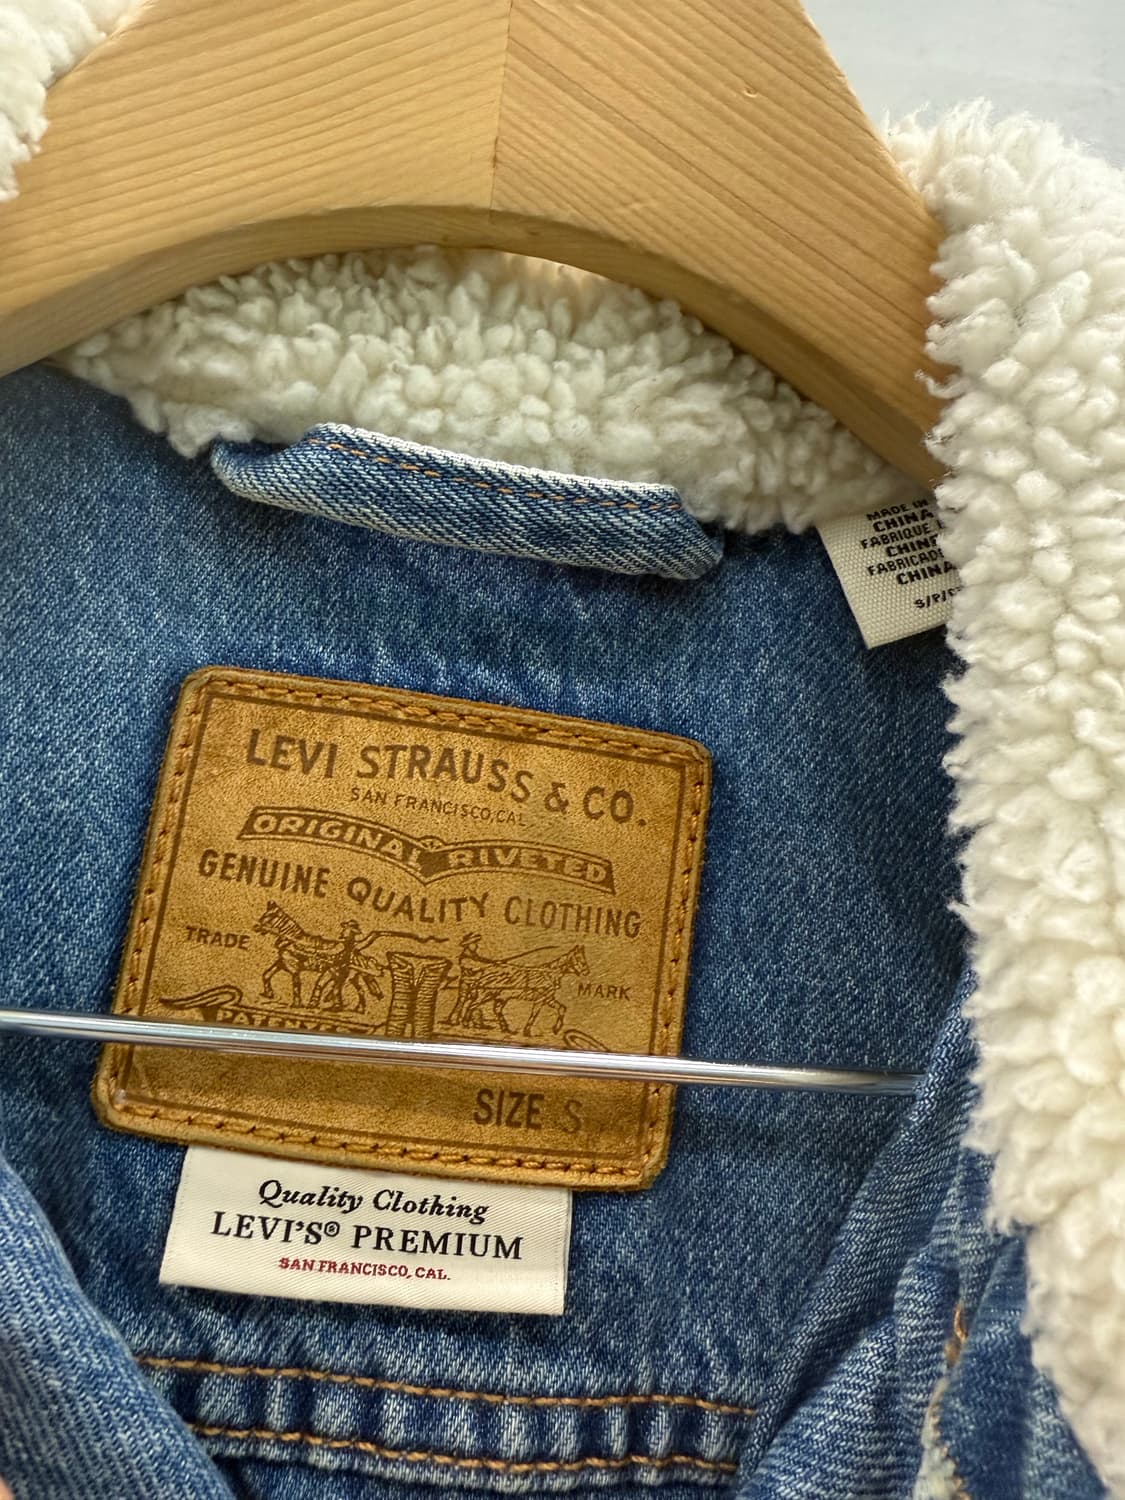 MADE IN
CHINA
FABRIQUE
CHINE
CHINA
S/P/
LEVI STRAUSS & CO.
SAN FRANCISCO, CAL
ORIGINAL RIVETED
GENUINE QUALITY CLOTHING
TRADE MARK
SIZE S
Quality Clothing
LEVI'S® PREMIUM
SAN FRANCISCO, CAL.